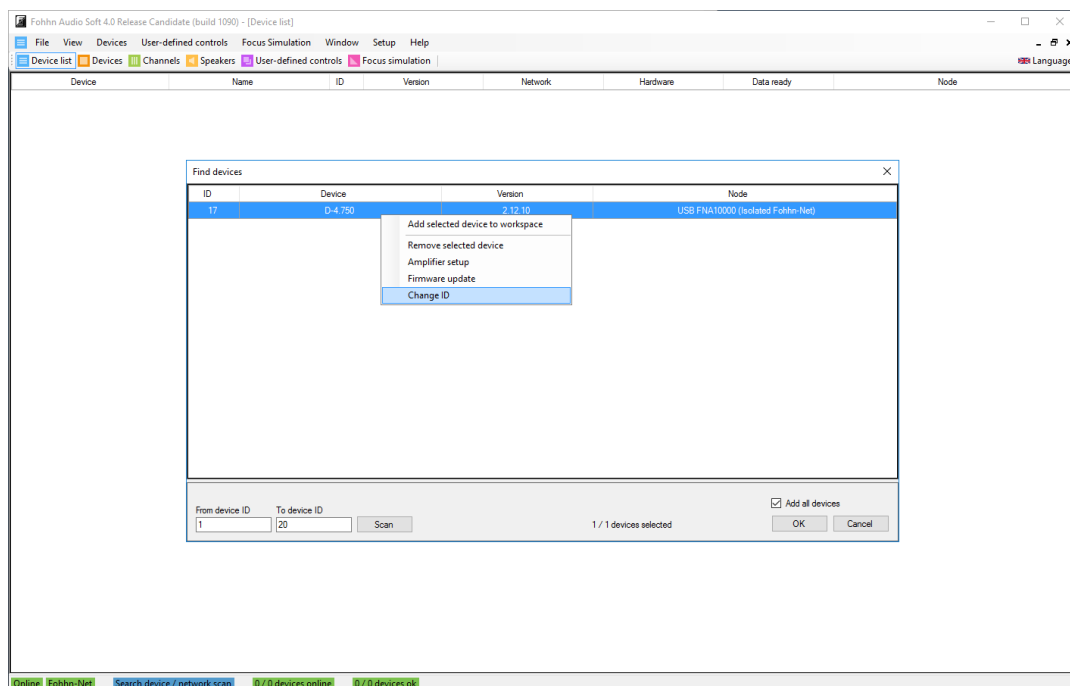 Fohhn Audio Soft 4.0 Release Candidate (build 1090) - [Device list]
File View Devices User-defined controls Focus Simulation Window Setup Help
Device list Devices Channels Speakers User-defined controls Focus simulation Language
Device Name ID Version Network Hardware Data ready Node
Find devices
ID Device Version Node
17 D-4.750 2.12.10 USB FNA10000 (Isolated Fohhn-Net)
Add selected device to workspace
Remove selected device
Amplifier setup
Firmware update
Change ID
Add all devices
From device ID To device ID
1 20 Scan 1 / 1 devices selected OK Cancel
Online Fohhn-Net Search device / network scan 0 / 0 devices online 0 / 0 devices ok